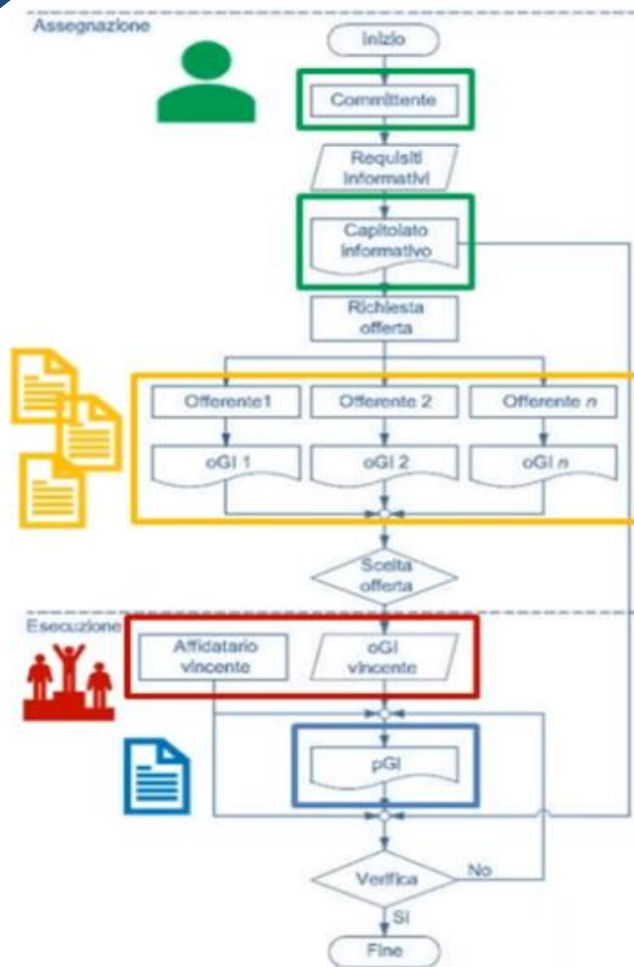 Assegnazione
Inizio
Committente
Requisiti
informativi
Capitolato
informativo
Richiesta
offerta
Offerente1
Offerente 2
Offerente n
oGI 1
oGI 2
oGI n
Scelta
offerta
Esecuzione
Affidatario
vincente
oGI
vincente
pGI
Verifica
No
Si
Fine